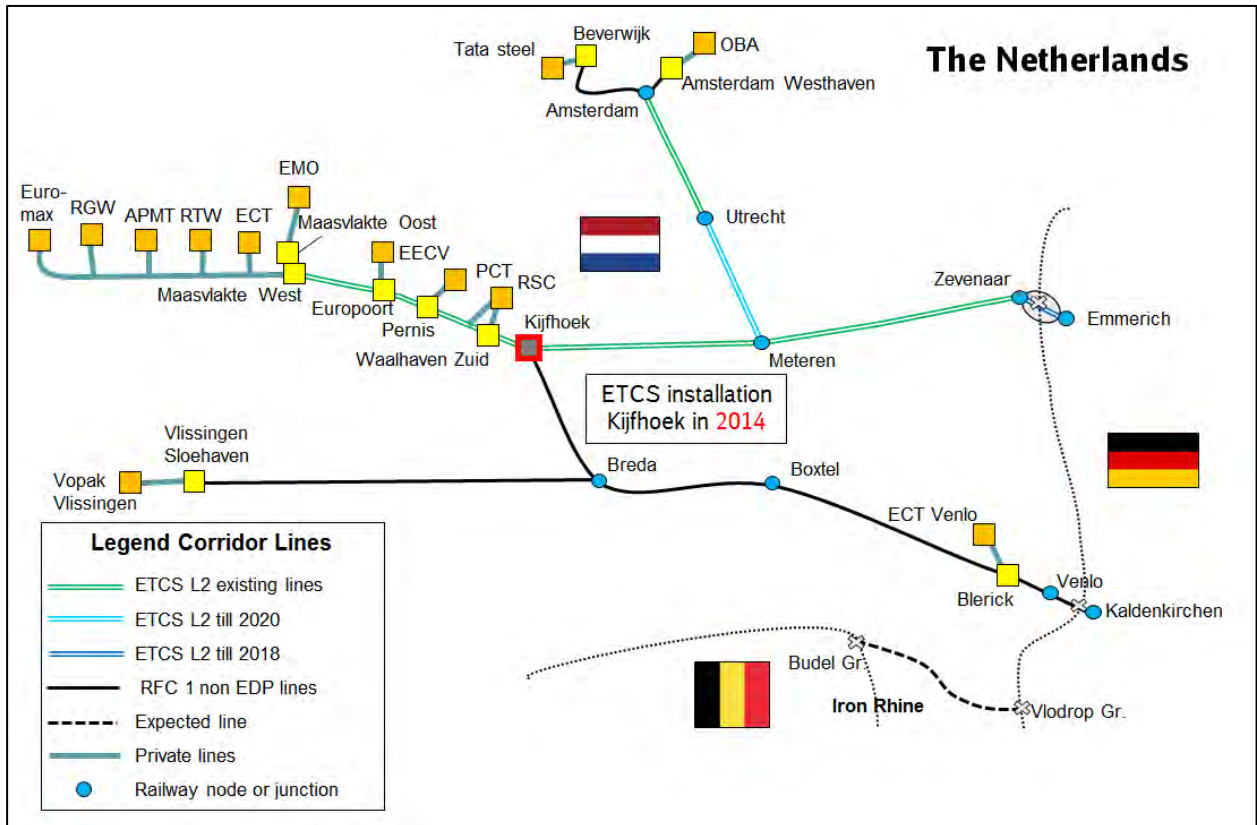 The Netherlands
Beverwijk
Tata steel
OBA
Amsterdam Westhaven
Amsterdam
EMO
Euro-
max
RGW
APMT
RTW
ECT
Maasvlakte Oost
Utrecht
EECV
PCT
RSC
Zevenaar
Maasvlakte West
Europoort
Pernis
Kijfhoek
Emmerich
Waalhaven Zuid
Meteren
ETCS installation
Kijfhoek in 2014
Vlissingen
Sloehaven
Breda
Boxtel
Vopak
Vlissingen
ECT Venlo
Venlo
Blerick
Kaldenkirchen
Budel Gr
Iron Rhine
Vlodrop Gr.
Legend Corridor Lines
ETCS L2 existing lines
ETCS L2 till 2020
ETCS L2 till 2018
RFC 1 non EDP lines
Expected line
Private lines
Railway node or junction